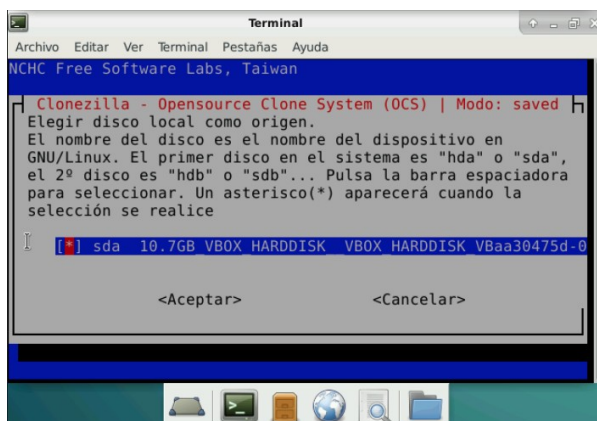 Terminal
Archivo Editar Ver Terminal Pestañas Ayuda
NCHC Free Software Labs, Taiwan
Clonezilla - Opensource Clone System (OCS) | Modo: saved
Elegir disco local como origen.
El nombre del disco es el nombre del dispositivo en
GNU/Linux. El primer disco en el sistema es "hda" o "sda",
el 2º disco es "hdb" o "sdb"... Pulsa la barra espaciadora
para seleccionar. Un asterisco(*) aparecerá cuando la
selección se realice
[*] sda 10.7GB_VBOX_HARDDISK__VBOX_HARDDISK_VBaa30475d-0
<Aceptar> <Cancelar>